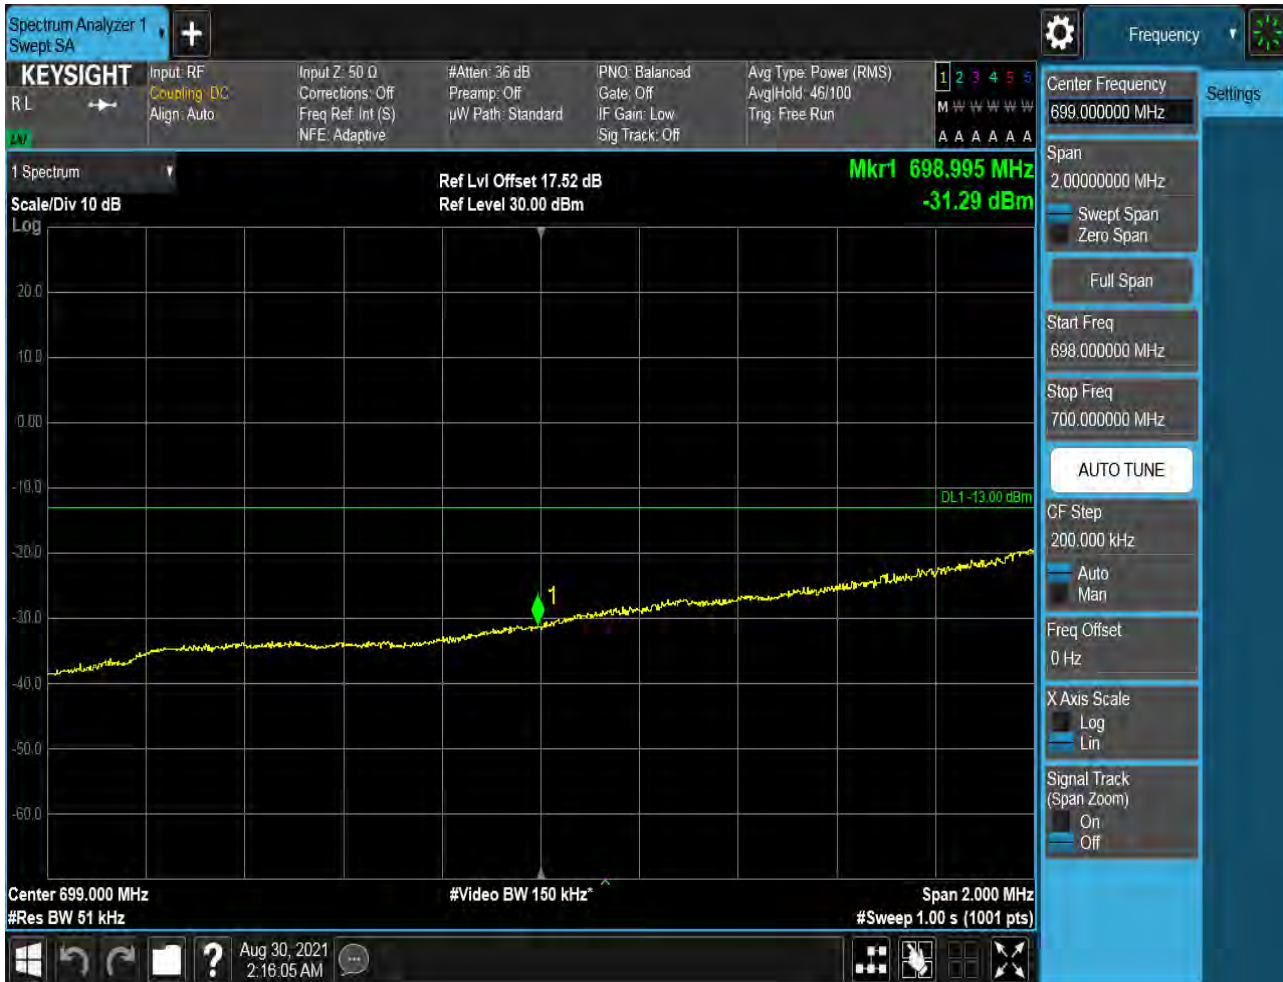 Spectrum Analyzer 1
Swept SA
Frequency
KEYSIGHT
R L
Input: RF
Coupling: DC
Align: Auto
Input Z: 50 Ω
Corrections: Off
Freq Ref: Int (S)
NFE: Adaptive
#Atten: 36 dB
Preamp: Off
µW Path: Standard
PNO: Balanced
Gate: Off
IF Gain: Low
Sig Track: Off
Avg Type: Power (RMS)
Avg|Hold: 46/100
Trig: Free Run
1 2 3 4 5 6
M W W W W W
A A A A A A
1 Spectrum
Scale/Div 10 dB
Ref Lvl Offset 17.52 dB
Ref Level 30.00 dBm
Mkr1 698.995 MHz
-31.29 dBm
Log
20.0
10.0
0.00
-10.0
DL1 -13.00 dBm
-20.0
1
-30.0
-40.0
-50.0
-60.0
Center 699.000 MHz
#Video BW 150 kHz*
Span 2.000 MHz
#Res BW 51 kHz
#Sweep 1.00 s (1001 pts)
?
Aug 30, 2021
2:16:05 AM
Center Frequency
699.000000 MHz
Settings
Span
2.00000000 MHz
Swept Span
Zero Span
Full Span
Start Freq
698.000000 MHz
Stop Freq
700.000000 MHz
AUTO TUNE
CF Step
200.000 kHz
Auto
Man
Freq Offset
0 Hz
X Axis Scale
Log
Lin
Signal Track
(Span Zoom)
On
Off